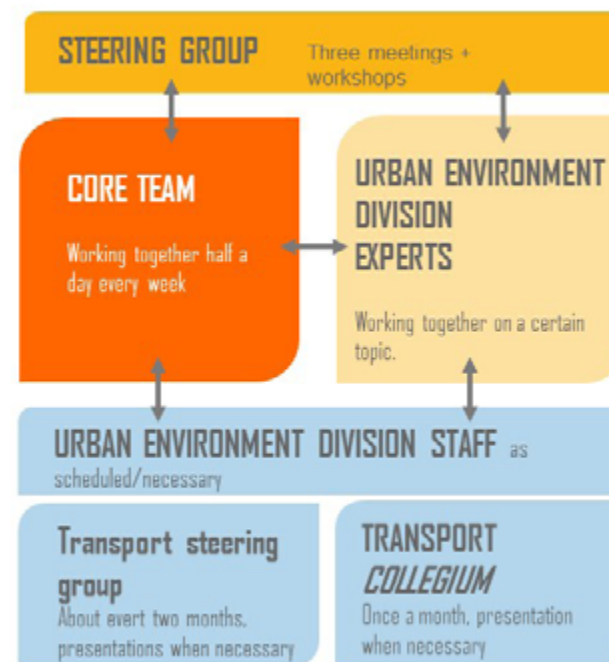 STEERING GROUP Three meetings +
workshops
CORE TEAM
Working together half a
day every week
URBAN ENVIRONMENT
DIVISION
EXPERTS
Working together on a certain
topic.
URBAN ENVIRONMENT DIVISION STAFF as
scheduled/necessary
Transport steering
group
About evert two months,
presentations when necessary
TRANSPORT
COLLEGIUM
Once a month, presentation
when necessary